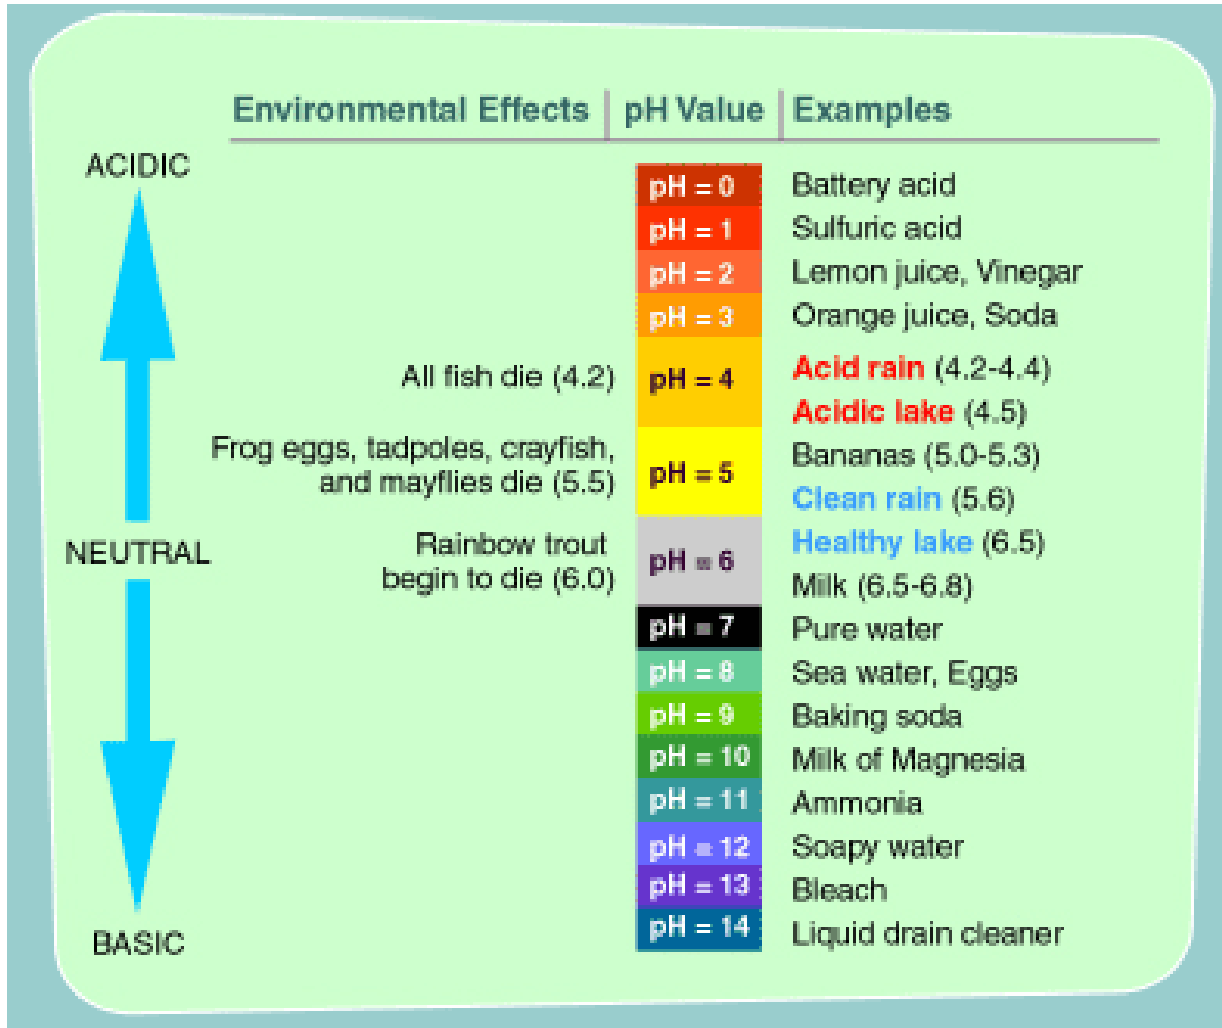 Environmental Effects pH Value Examples
ACIDIC
pH = 0 Battery acid
pH = 1 Sulfuric acid
pH = 2 Lemon juice, Vinegar
pH = 3 Orange juice, Soda
All fish die (4.2) pH = 4 Acid rain (4.2-4.4)
Acidic lake (4.5)
Frog eggs, tadpoles, crayfish,
and mayflies die (5.5) pH = 5 Bananas (5.0-5.3)
Clean rain (5.6)
NEUTRAL
Rainbow trout
begin to die (6.0) pH = 6 Healthy lake (6.5)
Milk (6.5-6.8)
pH = 7 Pure water
pH = 8 Sea water, Eggs
pH = 9 Baking soda
pH = 10 Milk of Magnesia
pH = 11 Ammonia
pH = 12 Soapy water
pH = 13 Bleach
pH = 14 Liquid drain cleaner
BASIC